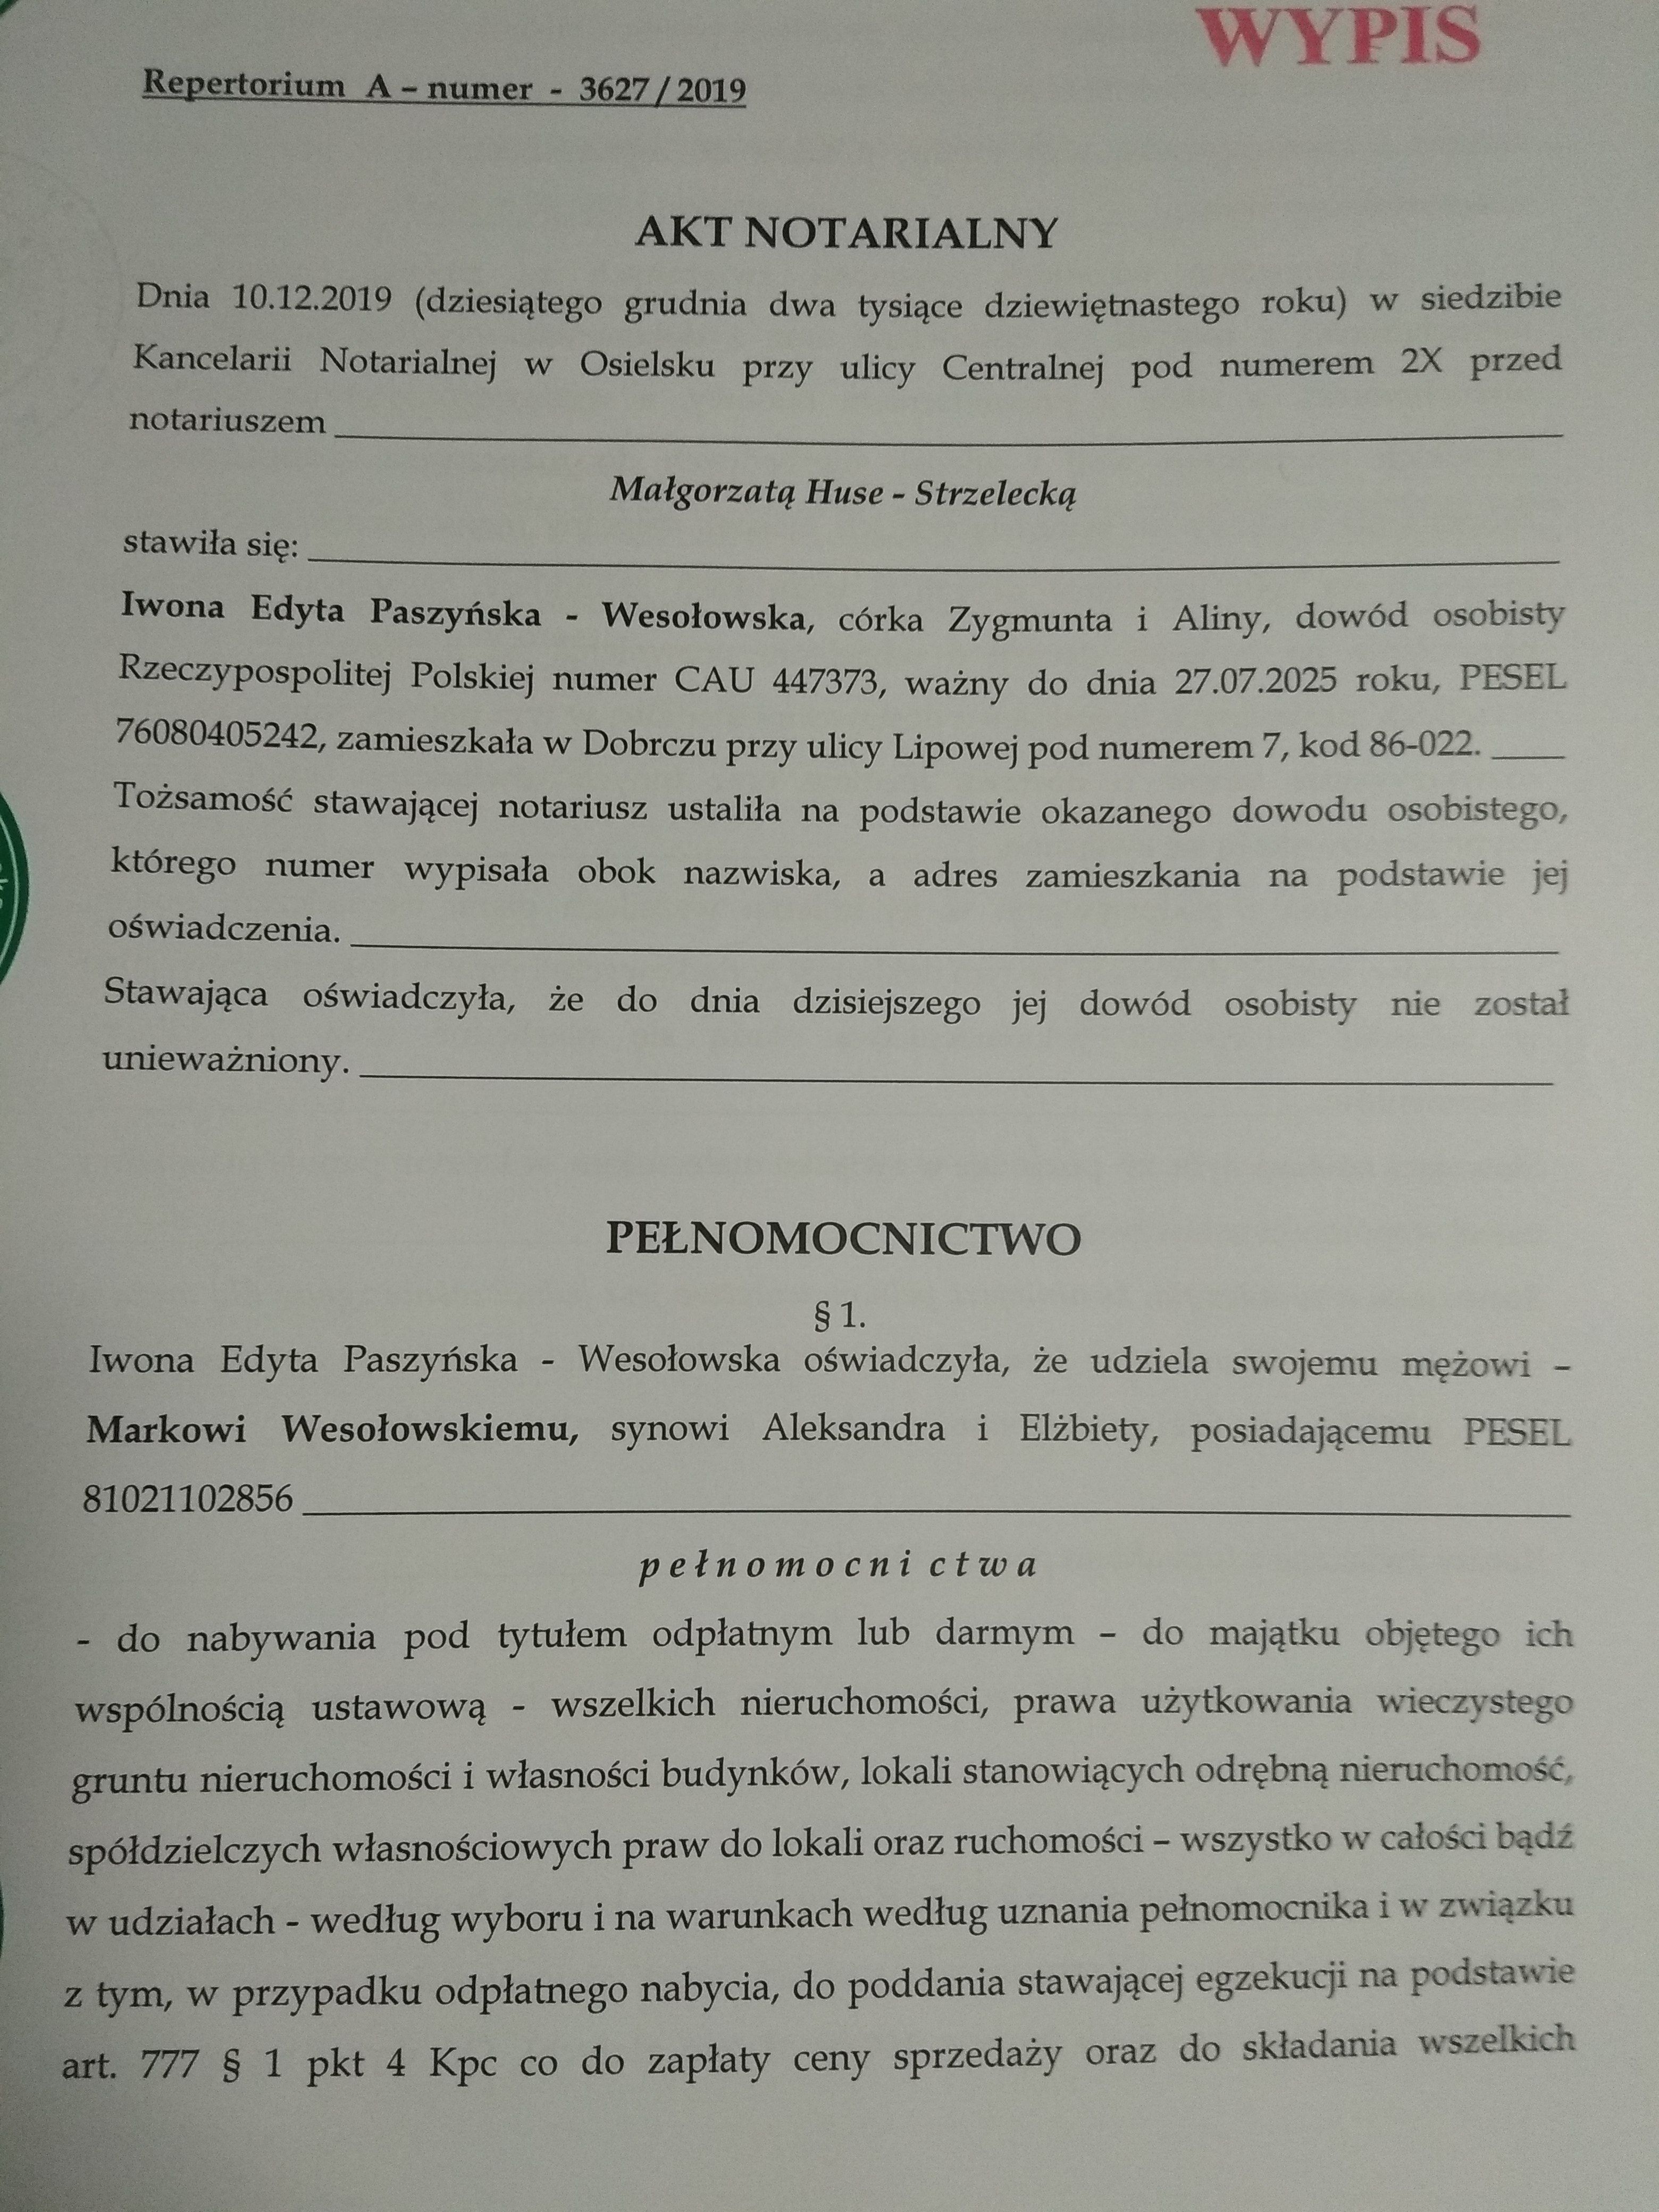 WYPIS
Repertorium A – numer - 3627 / 2019
AKT NOTARIALNY
Dnia 10.12.2019 (dziesiątego grudnia dwa tysiące dziewiętnastego roku) w siedzibie
Kancelarii Notarialnej w Osielsku przy ulicy Centralnej pod numerem 2X przed
notariuszem
Małgorzatą Huse - Strzelecką
stawiła się:
Iwona Edyta Paszyńska - Wesołowska, córka Zygmunta i Aliny, dowód osobisty
Rzeczypospolitej Polskiej numer CAU 447373, ważny do dnia 27.07.2025 roku, PESEL
76080405242, zamieszkała w Dobrczu przy ulicy Lipowej pod numerem 7, kod 86-022.
Tożsamość stawającej notariusz ustaliła na podstawie okazanego dowodu osobistego,
którego numer wypisała obok nazwiska, a adres zamieszkania na podstawie jej
oświadczenia.
Stawająca oświadczyła, że do dnia dzisiejszego jej dowód osobisty nie został
unieważniony.
PEŁNOMOCNICTWO
§ 1.
Iwona Edyta Paszyńska - Wesołowska oświadczyła, że udziela swojemu mężowi –
Markowi Wesołowskiemu, synowi Aleksandra i Elżbiety, posiadającemu PESEL
81021102856
pełnomocnictwa
- do nabywania pod tytułem odpłatnym lub darmym – do majątku objętego ich
wspólnością ustawową - wszelkich nieruchomości, prawa użytkowania wieczystego
gruntu nieruchomości i własności budynków, lokali stanowiących odrębną nieruchomość,
spółdzielczych własnościowych praw do lokali oraz ruchomości – wszystko w całości bądź
w udziałach - według wyboru i na warunkach według uznania pełnomocnika i w związku
z tym, w przypadku odpłatnego nabycia, do poddania stawającej egzekucji na podstawie
art. 777 § 1 pkt 4 Kpc co do zapłaty ceny sprzedaży oraz do składania wszelkich